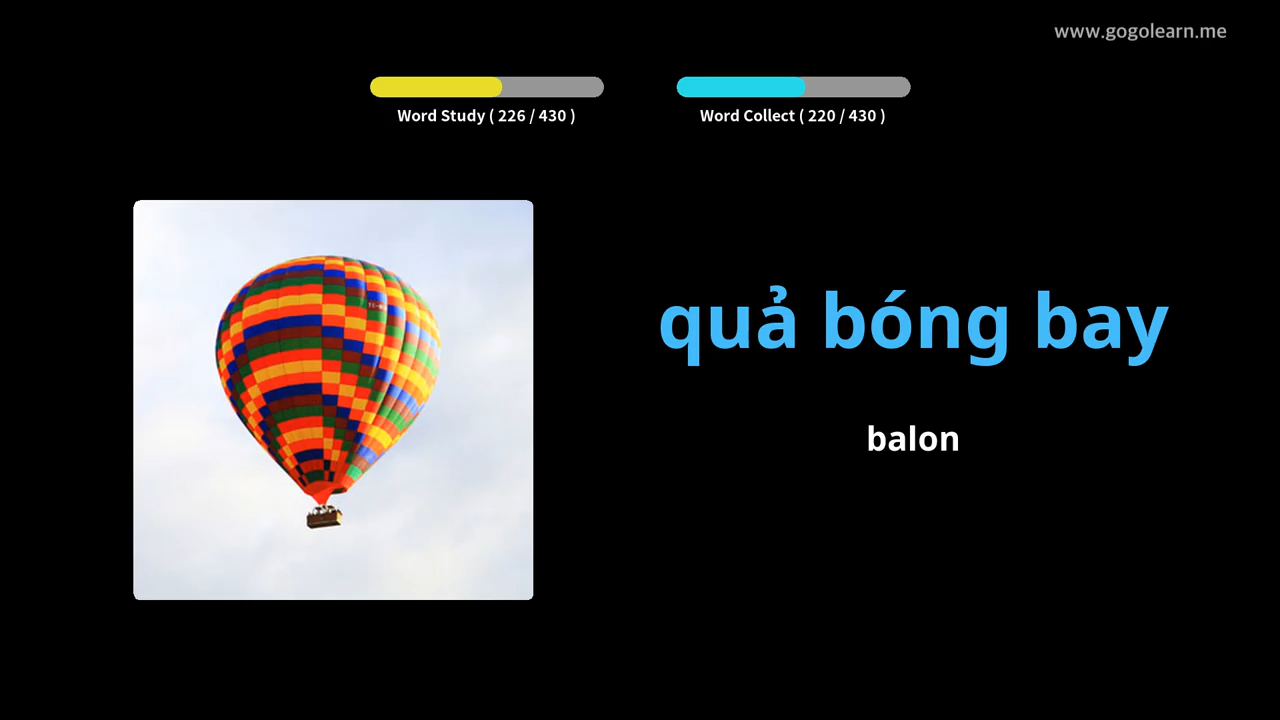 www.gogolearn.me
Word Study ( 226 / 430 )
Word Collect ( 220 / 430 )
quả bóng bay
balon